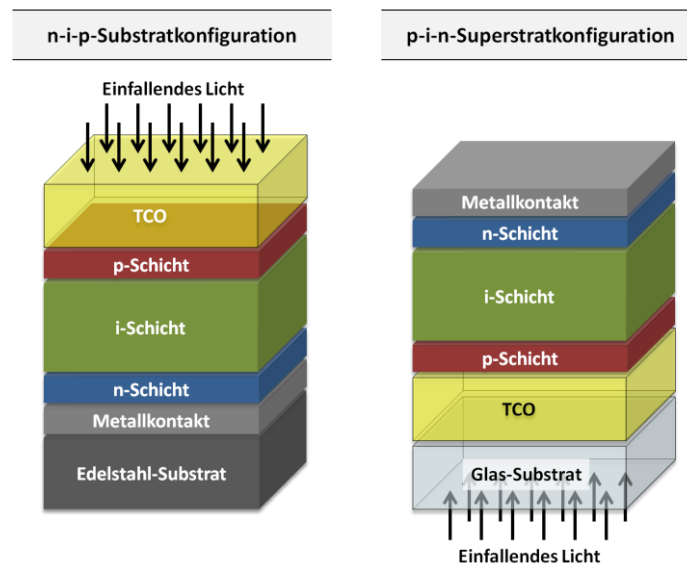 n-i-p-Substratkonfiguration
Einfallendes Licht
TCO
p-Schicht
i-Schicht
n-Schicht
Metallkontakt
Edelstahl-Substrat
p-i-n-Superstratkonfiguration
Metallkontakt
n-Schicht
i-Schicht
p-Schicht
TCO
Glas-Substrat
Einfallendes Licht